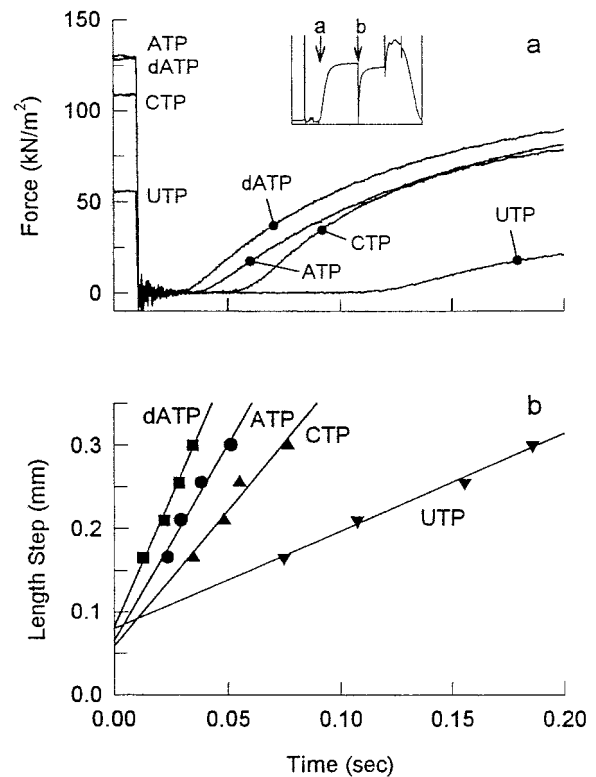 150
100
50
0
Force (kN/m²)
ATP
dATP
CTP
UTP
a b
a
dATP
ATP
CTP
UTP
b
0.3
0.2
0.1
0.0
Length Step (mm)
dATP
ATP
CTP
UTP
0.00 0.05 0.10 0.15 0.20
Time (sec)